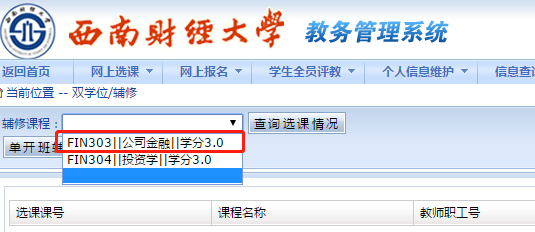 西南财经大学 教务管理系统
返回首页 网上选课 网上报名 学生全员评教 个人信息维护 信息查
当前位置 -- 双学位/辅修
辅修课程： 查询选课情况
FIN303||公司金融||学分3.0
单开班
FIN304||投资学||学分3.0
选课课号 课程名称 教师职工号